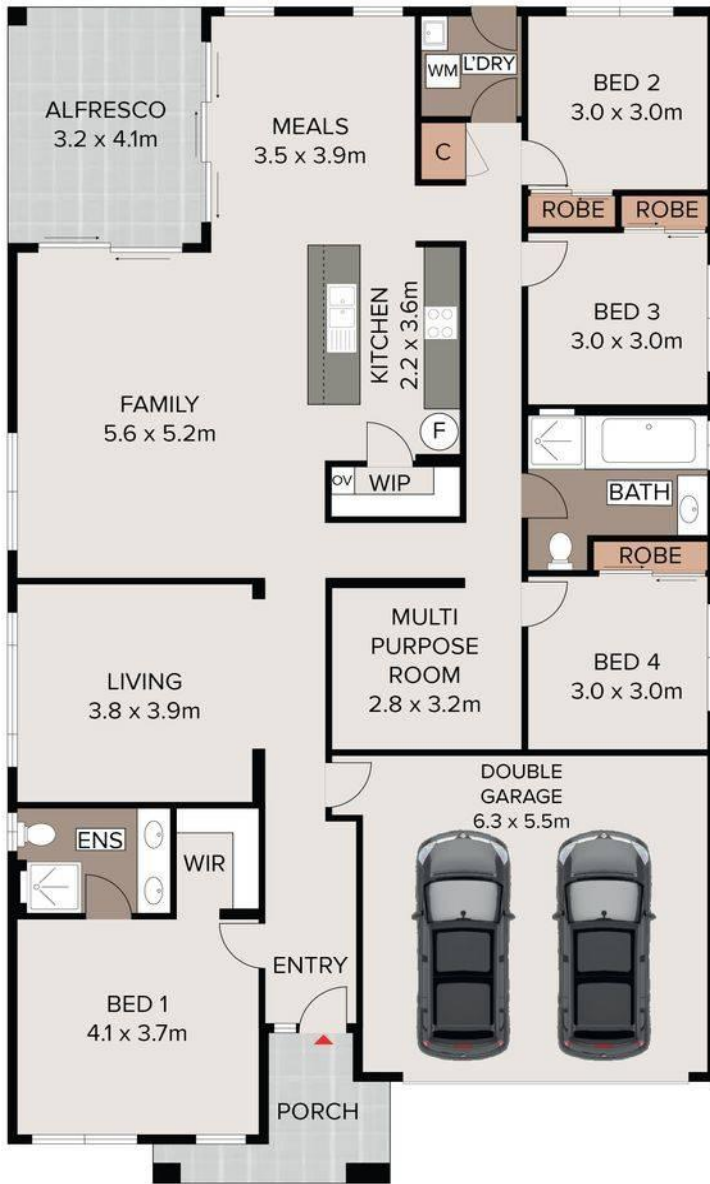 ALFRESCO
3.2 x 4.1m
MEALS
3.5 x 3.9m
WM
L'DRY
BED 2
3.0 x 3.0m
C
ROBE
ROBE
KITCHEN
2.2 x 3.6m
BED 3
3.0 x 3.0m
FAMILY
5.6 x 5.2m
F
OV
WIP
BATH
ROBE
LIVING
3.8 x 3.9m
MULTI
PURPOSE
ROOM
2.8 x 3.2m
BED 4
3.0 x 3.0m
DOUBLE
GARAGE
6.3 x 5.5m
ENS
WIR
ENTRY
BED 1
4.1 x 3.7m
PORCH